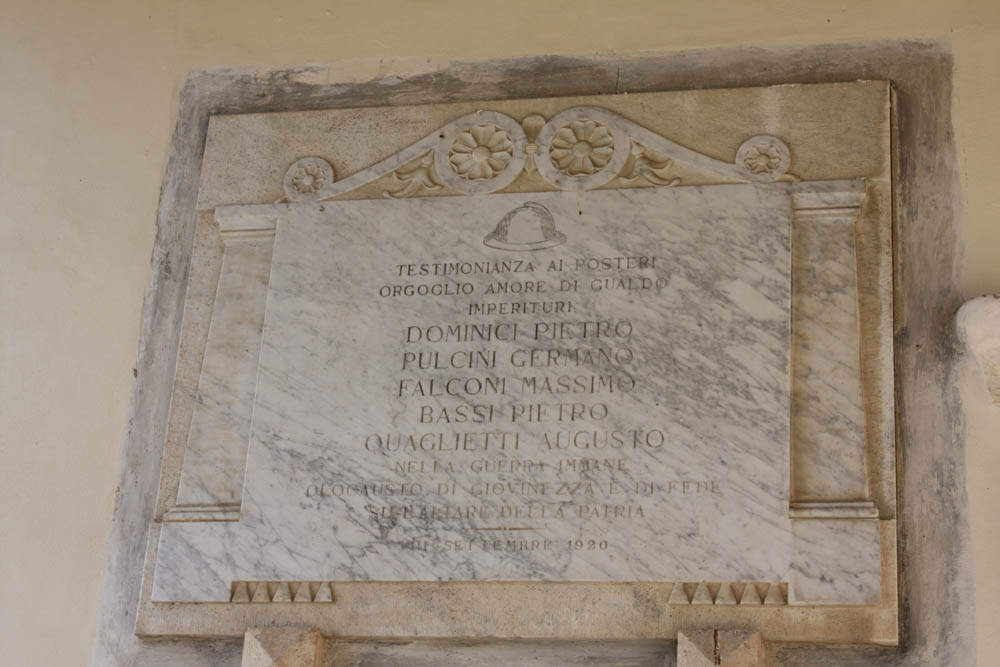 TESTIMONIANZA AI POSTERI
ORGOGLIO AMORE DI GUALDO
IMPERITURI
DOMINICI PIETRO
PULCINI GERMANO
FALCONI MASSIMO
BASSI PIETRO
QUAGLIETTI AUGUSTO
NELLA GUERRA IMMANE
OLOCAUSTO DI GIOVINEZZA E DI FEDE
SULL'ALTARE DELLA PATRIA
SETTEMBRE 1920